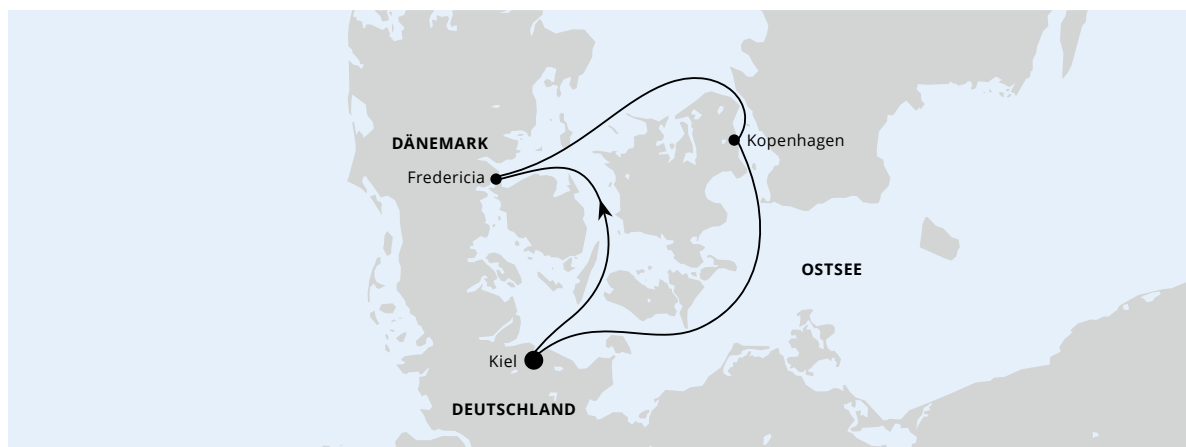 DÄNEMARK
Kopenhagen
Fredericia
OSTSEE
Kiel
DEUTSCHLAND